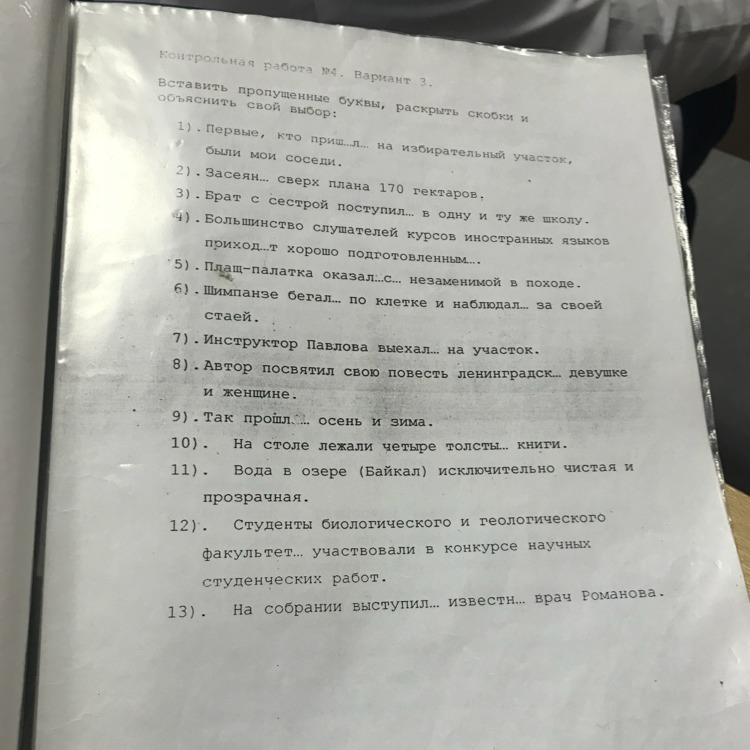 Контрольная работа №4. Вариант 3.
Вставить пропущенные буквы, раскрыть скобки и
объяснить свой выбор:
1). Первые, кто приш…л… на избирательный участок,
были мои соседи.
2). Засеян… сверх плана 170 гектаров.
3). Брат с сестрой поступил… в одну и ту же школу.
4). Большинство слушателей курсов иностранных языков
приход…т хорошо подготовленным….
5). Плащ-палатка оказал…с… незаменимой в походе.
6). Шимпанзе бегал… по клетке и наблюдал… за своей
стаей.
7). Инструктор Павлова выехал… на участок.
8). Автор посвятил свою повесть ленинградск… девушке
и женщине.
9). Так прошл…… осень и зима.
10). На столе лежали четыре толсты… книги.
11). Вода в озере (Байкал) исключительно чистая и
прозрачная.
12). Студенты биологического и геологического
факультет… участвовали в конкурсе научных
студенческих работ.
13). На собрании выступил… известн… врач Романова.